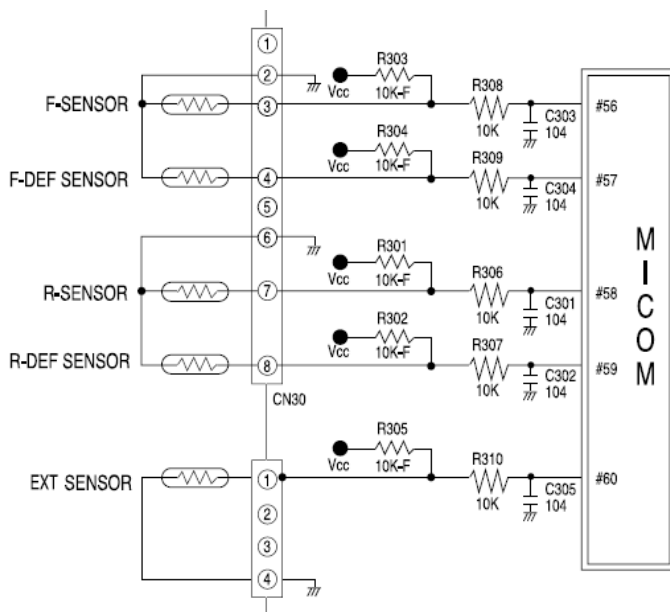 ①
R303
②
Vcc
10K-F
R308
F-SENSOR
③
#56
10K
C303
104
R304
Vcc
10K-F
R309
F-DEF SENSOR
④
#57
10K
C304
104
⑤
⑥
R301
Vcc
10K-F
R306
R-SENSOR
⑦
#58
10K
C301
104
R302
Vcc
10K-F
R307
R-DEF SENSOR
⑧
#59
10K
C302
104
CN30
R305
Vcc
10K-F
R310
EXT SENSOR
①
#60
10K
C305
104
②
③
④
MICOM